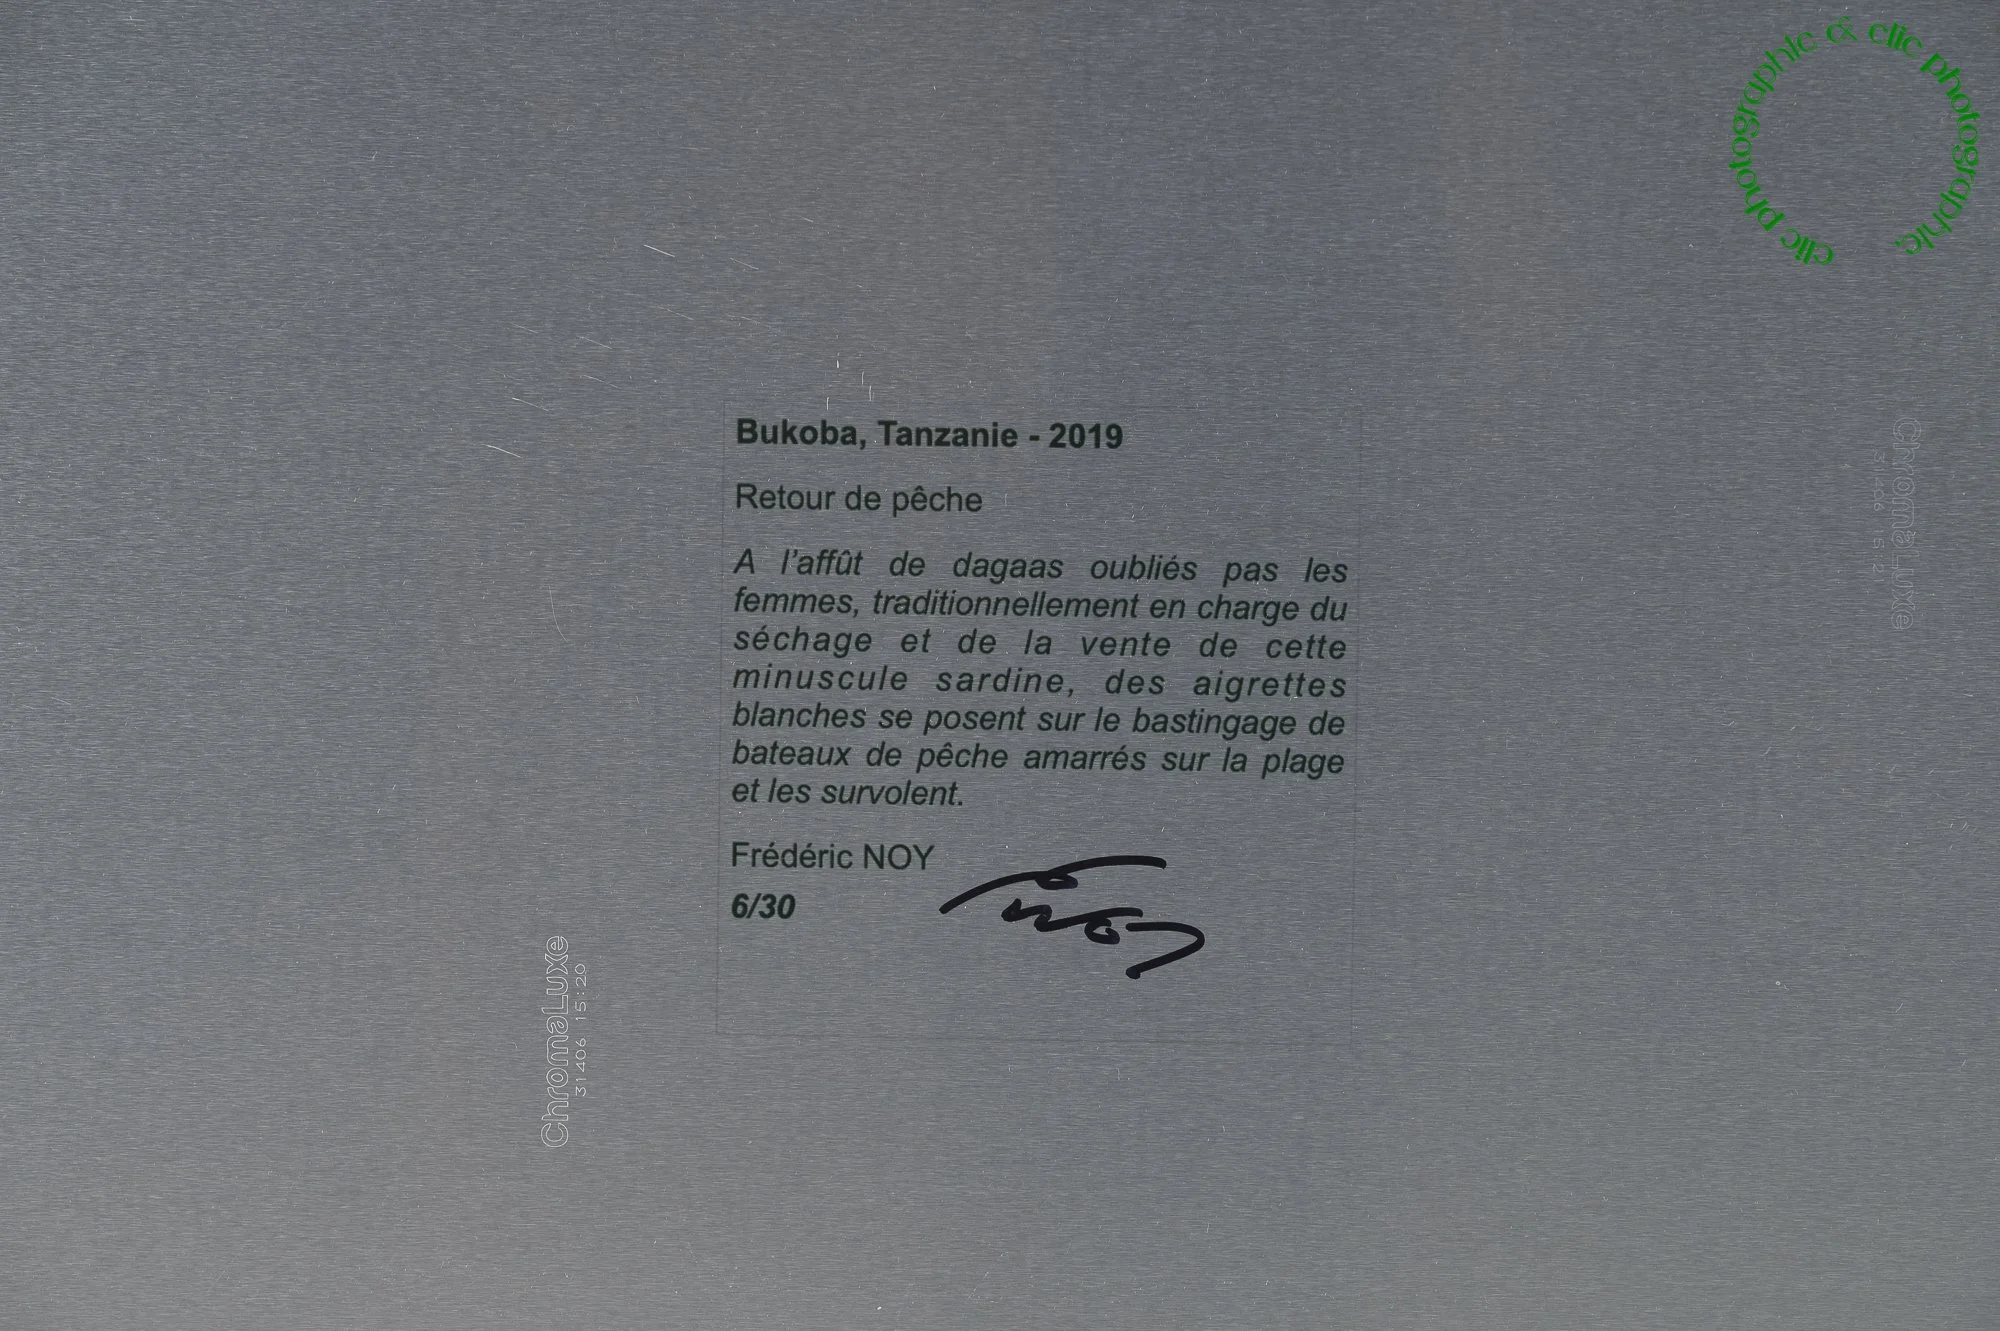 clic photographic & clic photographic,
Bukoba, Tanzanie - 2019
Retour de pêche
A l'affût de dagaas oubliés pas les
femmes, traditionnellement en charge du
séchage et de la vente de cette
minuscule sardine, des aigrettes
blanches se posent sur le bastingage de
bateaux de pêche amarrés sur la plage
et les survolent.
Frédéric NOY
6/30
ChromaLuxe
31406 15:20
ChromaLuxe
31406 15:21